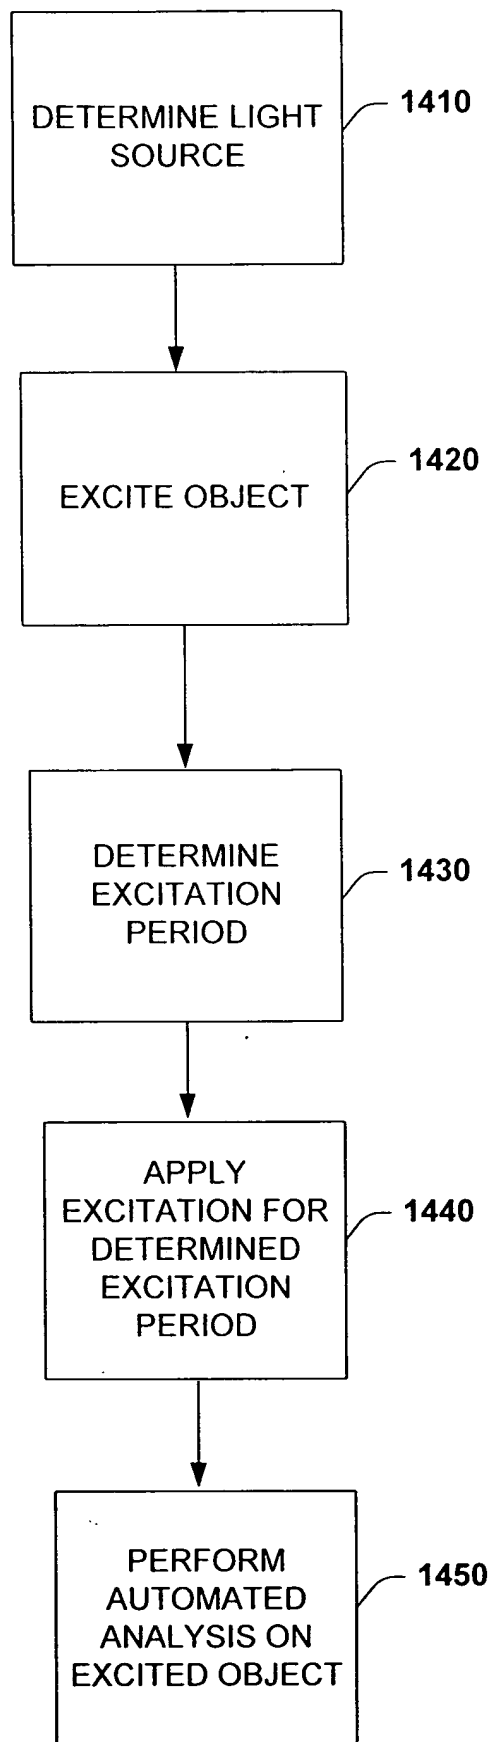 DETERMINE LIGHT
SOURCE
1410
EXCITE OBJECT
1420
DETERMINE
EXCITATION
PERIOD
1430
APPLY
EXCITATION FOR
DETERMINED
EXCITATION
PERIOD
1440
PERFORM
AUTOMATED
ANALYSIS ON
EXCITED OBJECT
1450